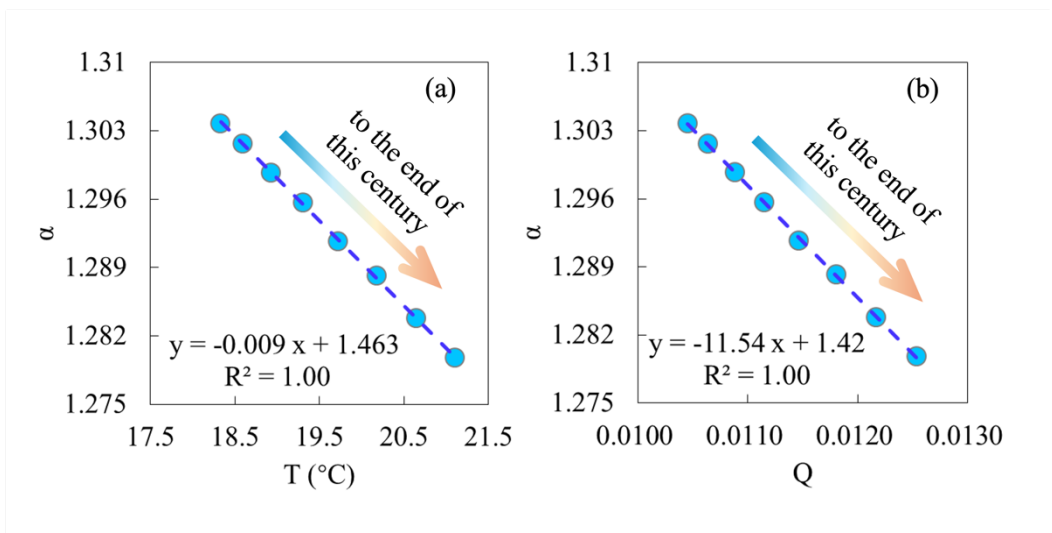 1.31
1.303
1.296
1.289
1.282
1.275
α
(a)
to the end of
this century
y = -0.009 x + 1.463
R² = 1.00
17.5 18.5 19.5 20.5 21.5
T (°C)
1.31
1.303
1.296
1.289
1.282
1.275
α
(b)
to the end of
this century
y = -11.54 x + 1.42
R² = 1.00
0.0100 0.0110 0.0120 0.0130
Q